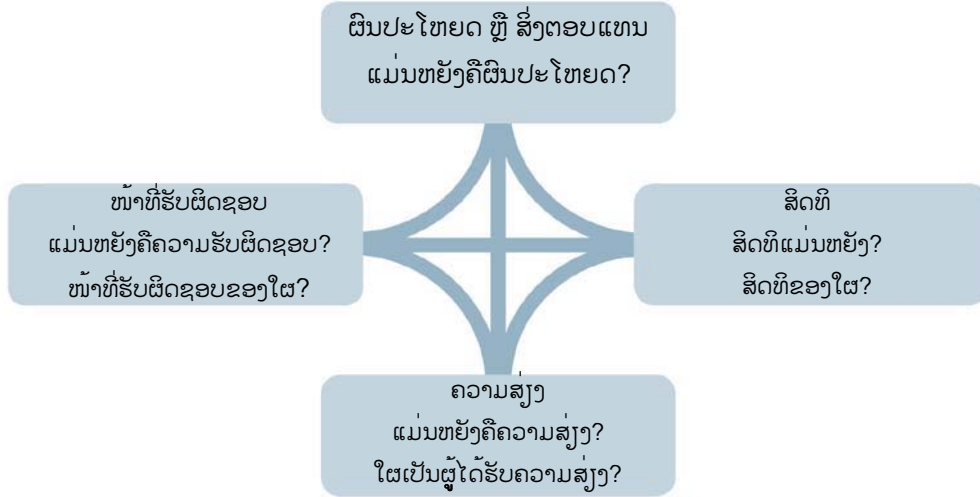 ຜົນປະໂຫຍດ ຫຼື ສິ່ງຕອບແທນ
ແມ່ນຫຍັງຄືຜົນປະໂຫຍດ?
ໜ້າທີ່ຮັບຜິດຊອບ
ແມ່ນຫຍັງຄືຄວາມຮັບຜິດຊອບ?
ໜ້າທີ່ຮັບຜິດຊອບຂອງໃຜ?
ສິດທິ
ສິດທິແມ່ນຫຍັງ?
ສິດທິຂອງໃຜ?
ຄວາມສ່ຽງ
ແມ່ນຫຍັງຄືຄວາມສ່ຽງ?
ໃຜເປັນຜູ້ໄດ້ຮັບຄວາມສ່ຽງ?